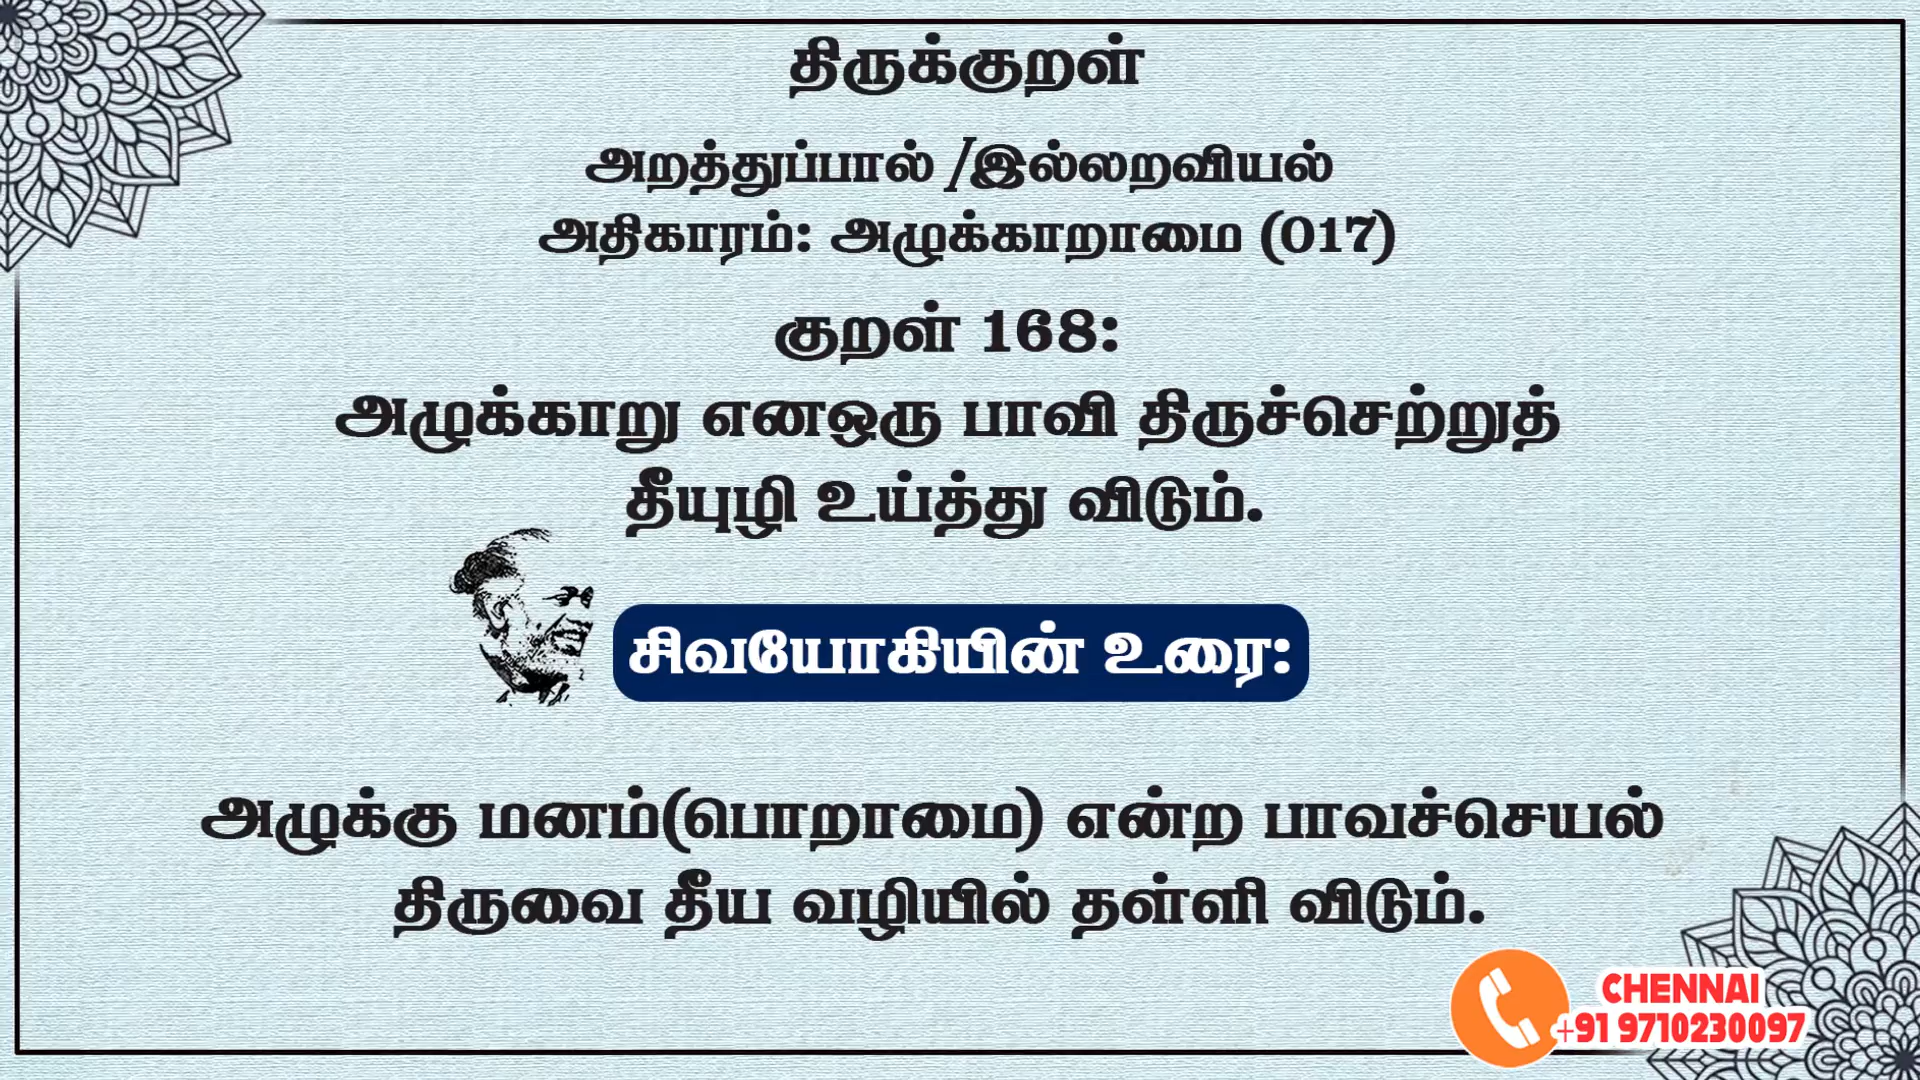 திருக்குறள்
அறத்துப்பால் /இல்லறவியல்
அதிகாரம்: அழுக்காறாமை (017)
குறள் 168:
அழுக்காறு எனஒரு பாவி திருச்செற்றுத்
தீயுழி உய்த்து விடும்.
சிவயோகியின் உரை:
அழுக்கு மனம்(பொறாமை) என்ற பாவச்செயல்
திருவை தீய வழியில் தள்ளி விடும்.
CHENNAI
+91 9710230097